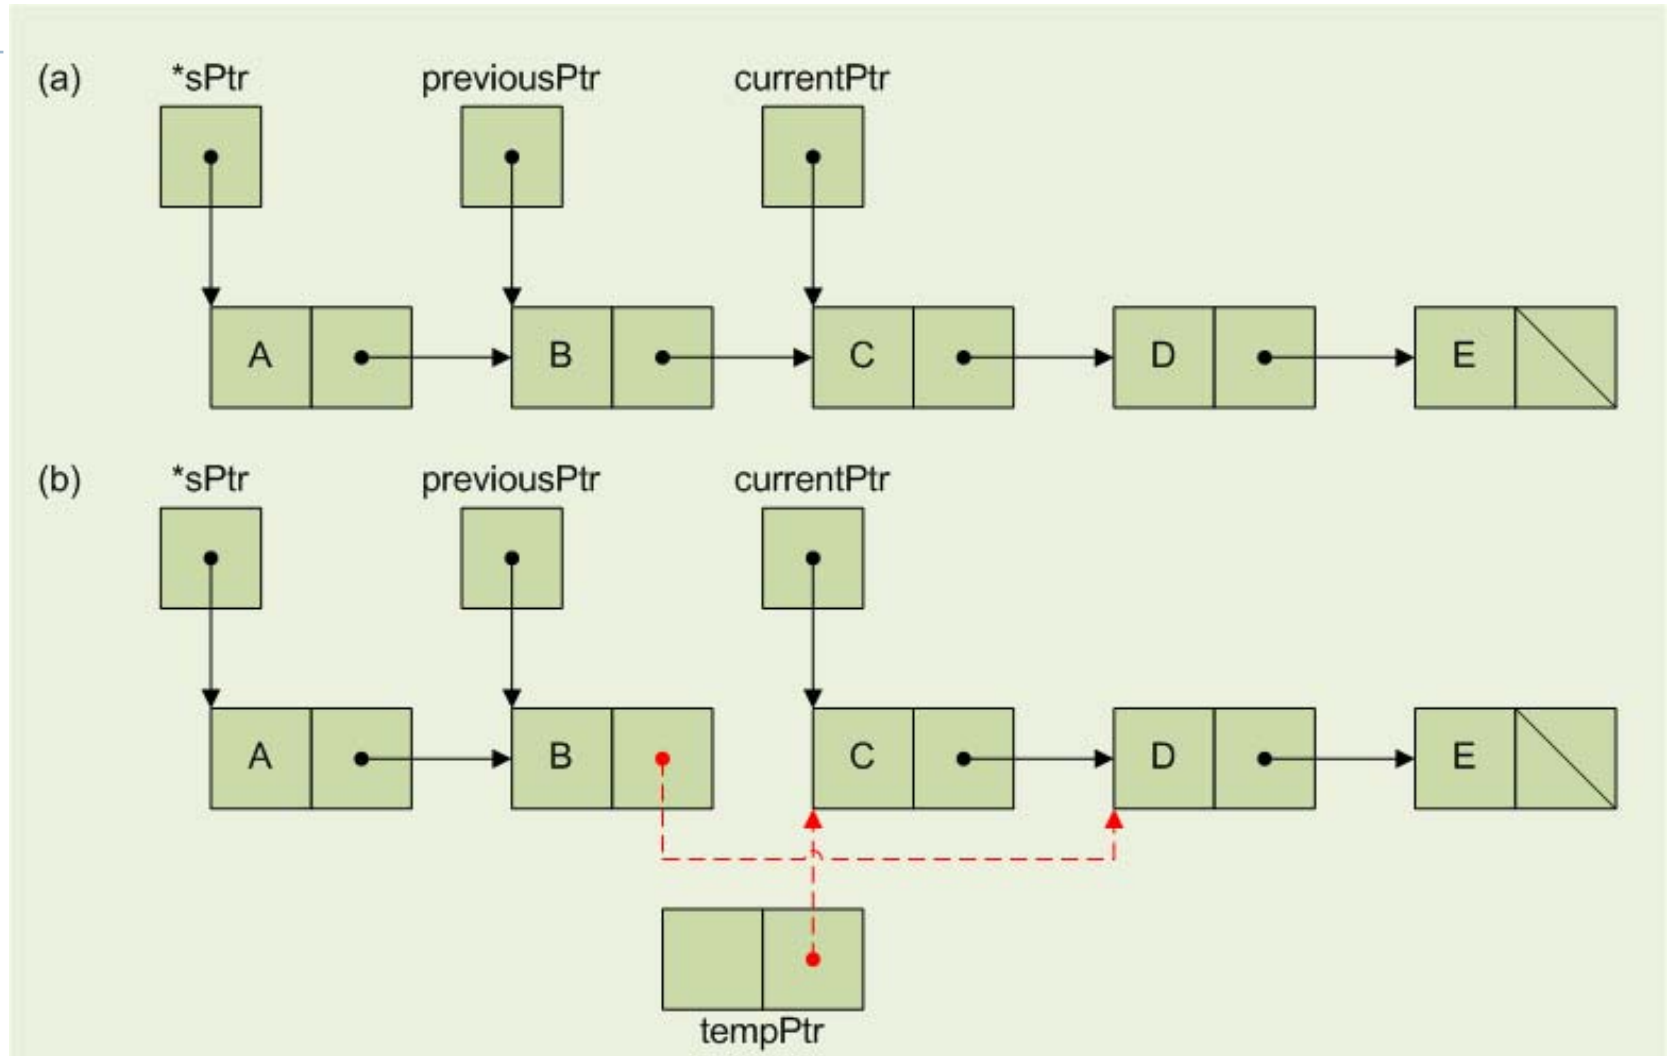 (a) *sPtr previousPtr currentPtr
A B C D E
(b) *sPtr previousPtr currentPtr
A B C D E
tempPtr